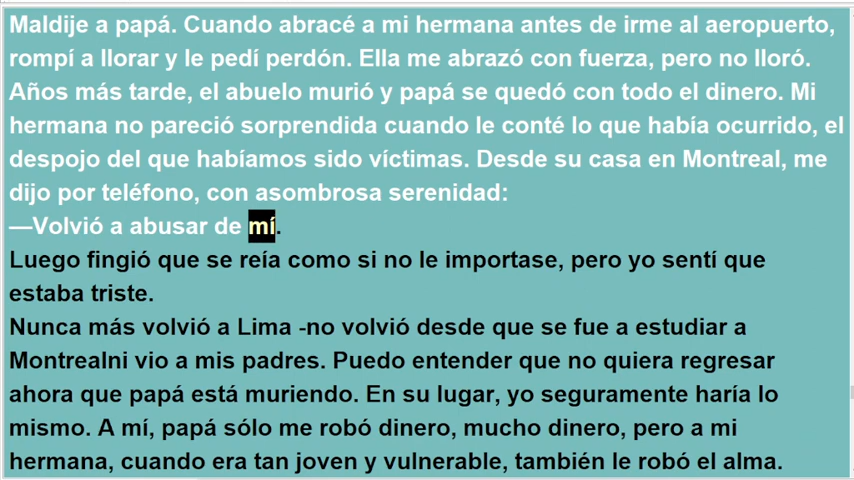 Maldije a papá. Cuando abracé a mi hermana antes de irme al aeropuerto,
rompí a llorar y le pedí perdón. Ella me abrazó con fuerza, pero no lloró.
Años más tarde, el abuelo murió y papá se quedó con todo el dinero. Mi
hermana no pareció sorprendida cuando le conté lo que había ocurrido, el
despojo del que habíamos sido víctimas. Desde su casa en Montreal, me
dijo por teléfono, con asombrosa serenidad:
—Volvió a abusar de mí.
Luego fingió que se reía como si no le importase, pero yo sentí que
estaba triste.
Nunca más volvió a Lima -no volvió desde que se fue a estudiar a
Montrealni vio a mis padres. Puedo entender que no quiera regresar
ahora que papá está muriendo. En su lugar, yo seguramente haría lo
mismo. A mí, papá sólo me robó dinero, mucho dinero, pero a mi
hermana, cuando era tan joven y vulnerable, también le robó el alma.